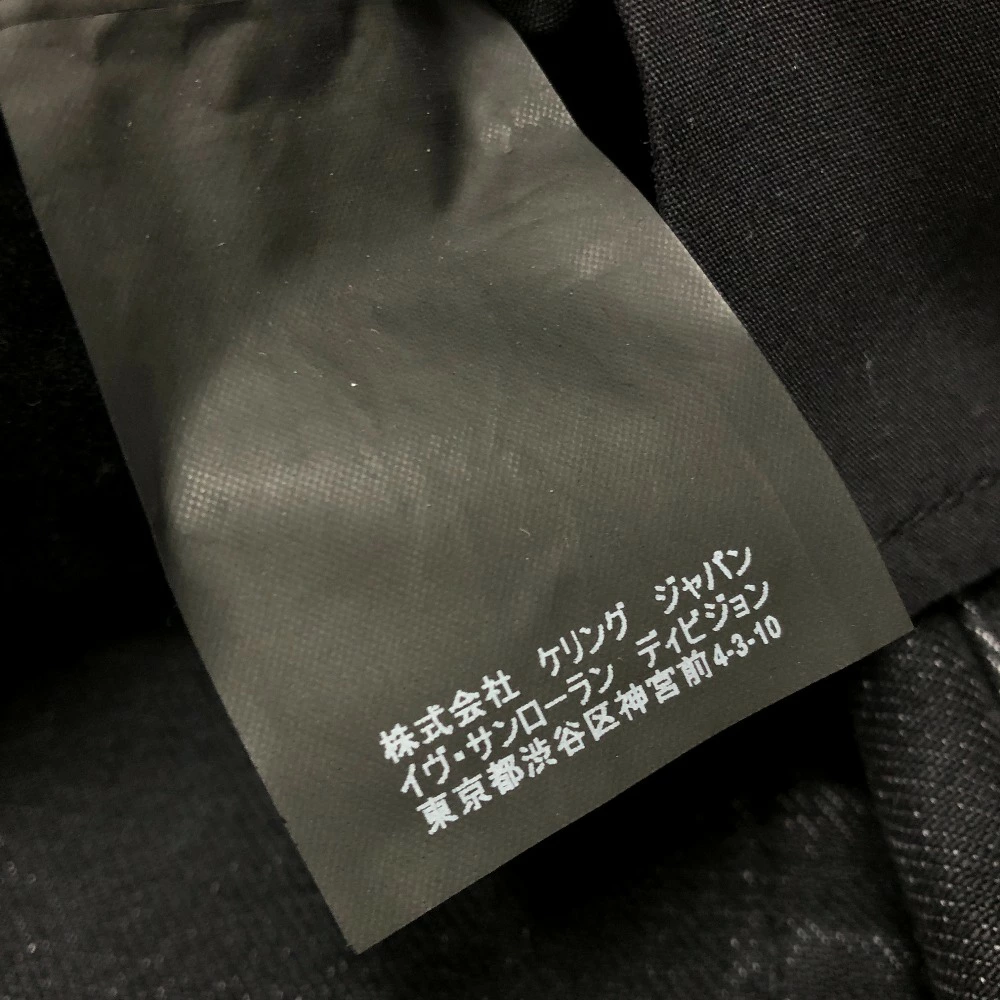 株式会社 ケリング ジャパン
イヴ・サンローラン ディビジョン
東京都渋谷区神宮前4-3-10